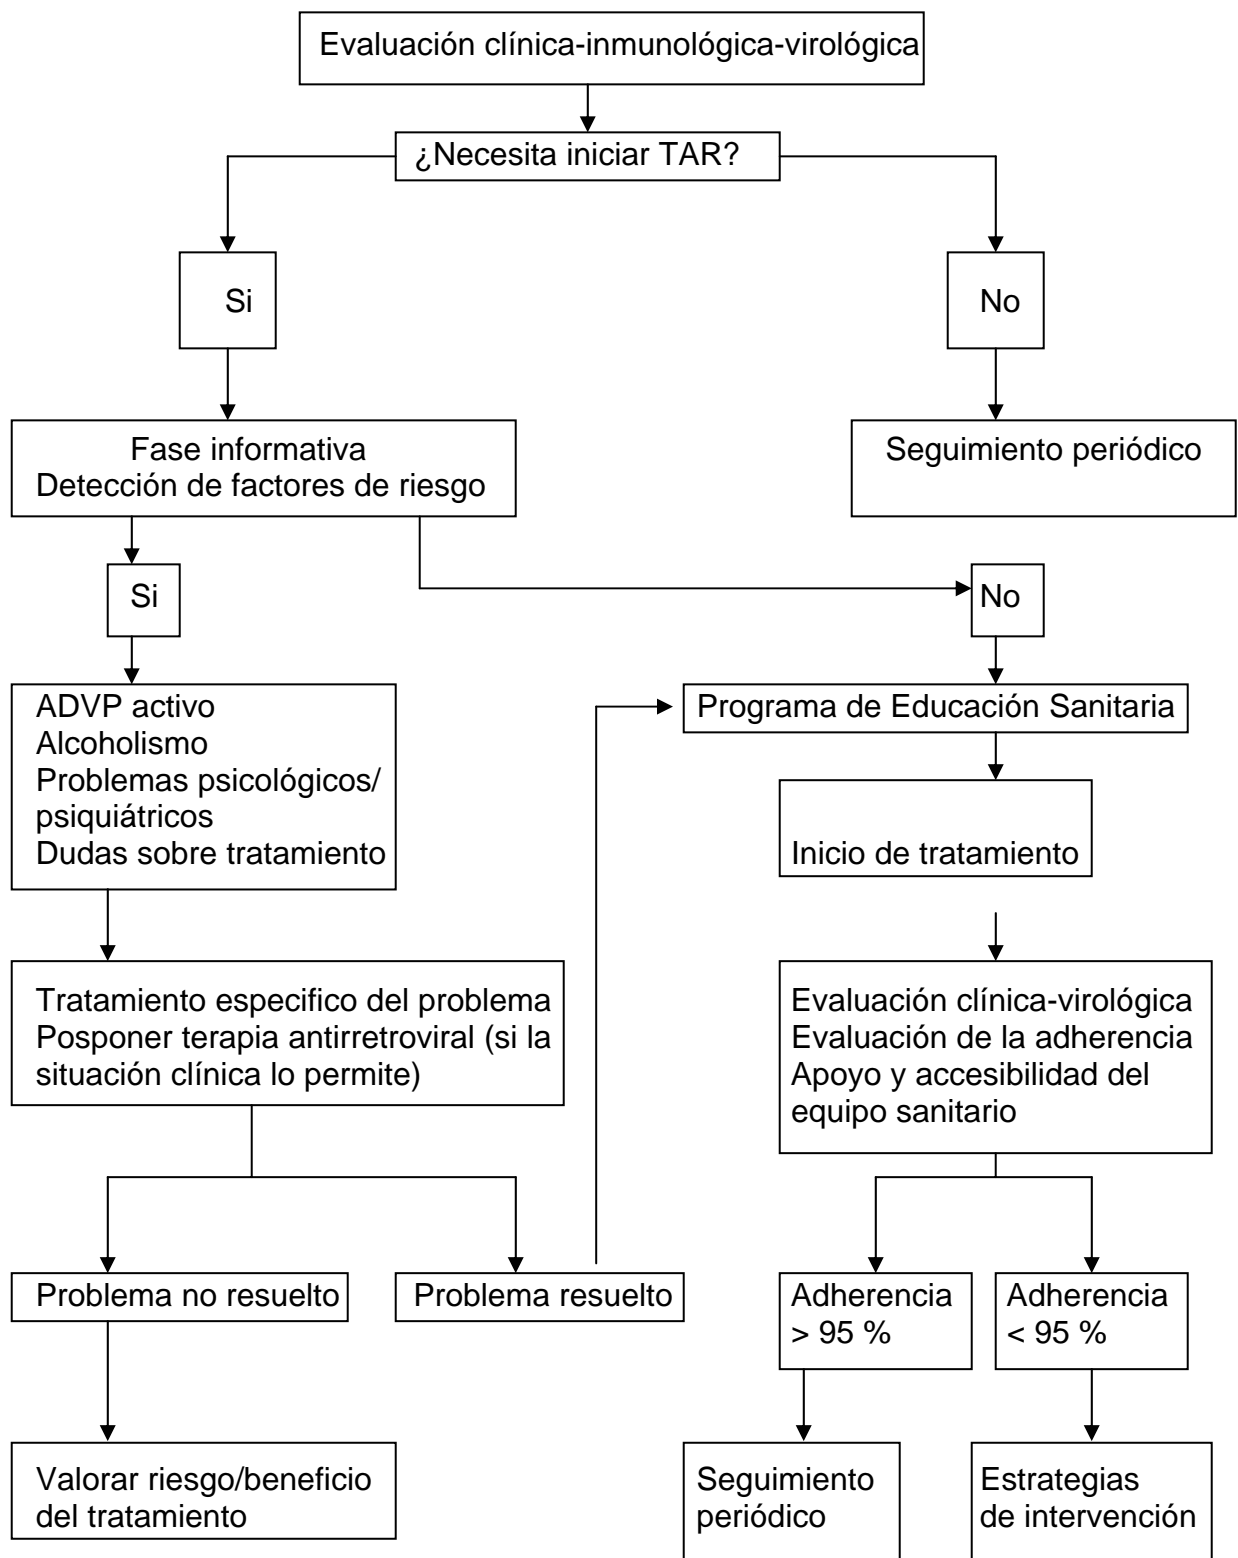 Evaluación clínica-inmunológica-virológica
¿Necesita iniciar TAR?
Si
No
Fase informativa
Detección de factores de riesgo
Seguimiento periódico
Si
No
ADVP activo
Alcoholismo
Problemas psicológicos/
psiquiátricos
Dudas sobre tratamiento
Programa de Educación Sanitaria
Inicio de tratamiento
Tratamiento especifico del problema
Posponer terapia antirretroviral (si la
situación clínica lo permite)
Evaluación clínica-virológica
Evaluación de la adherencia
Apoyo y accesibilidad del
equipo sanitario
Problema no resuelto
Problema resuelto
Adherencia
> 95 %
Adherencia
< 95 %
Valorar riesgo/beneficio
del tratamiento
Seguimiento
periódico
Estrategias
de intervención